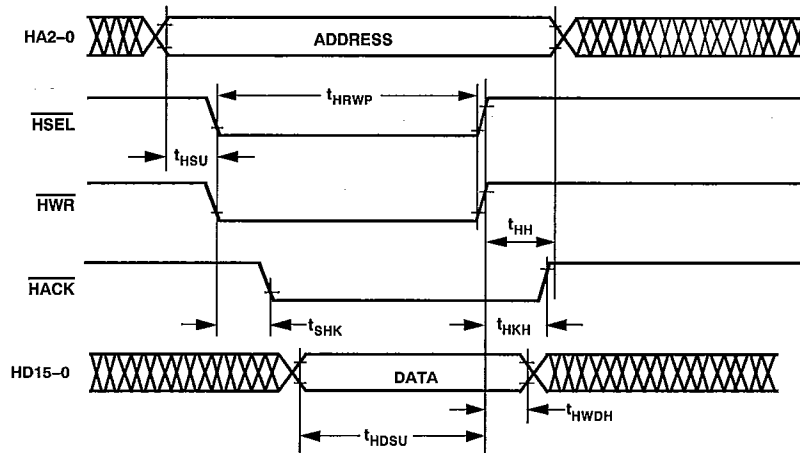 HA2–0
ADDRESS
tHRWP
HSEL
tHSU
HWR
tHH
HACK
tSHK
tHKH
HD15–0
DATA
tHWDH
tHDSU